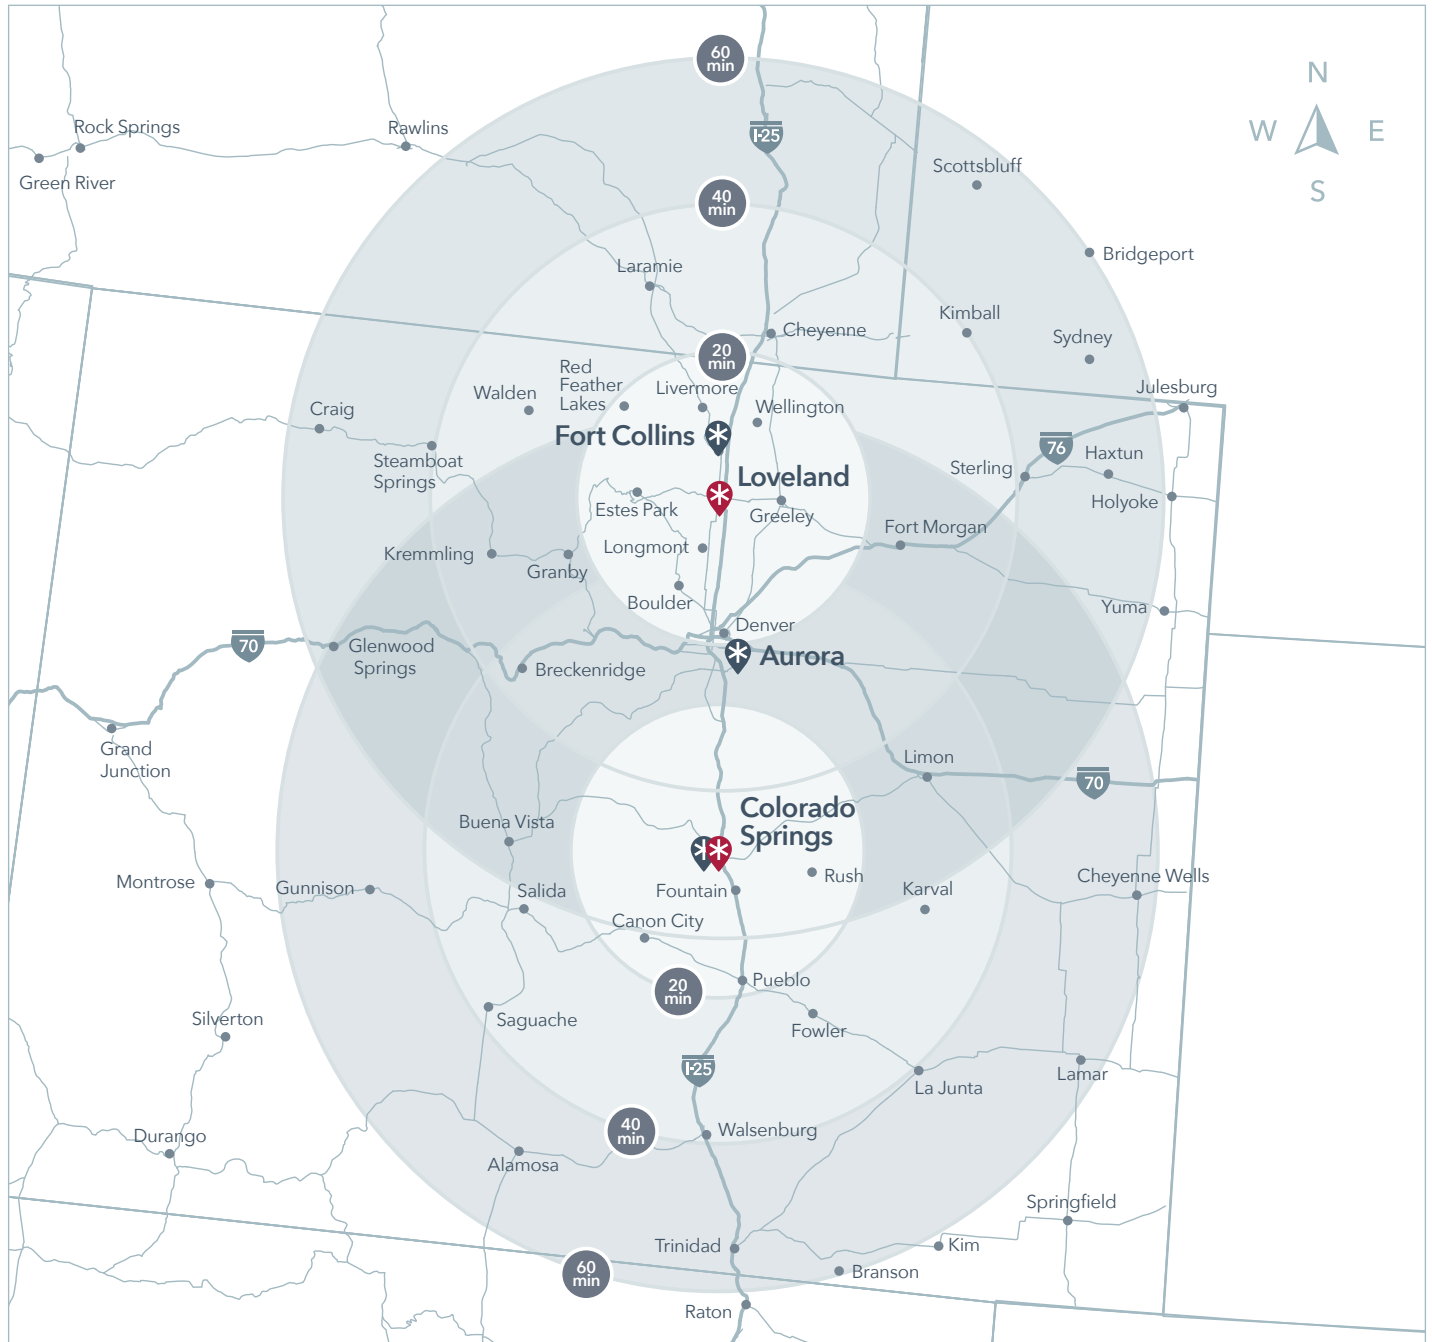 60
min
N
I-25
W
E
Rock Springs
Rawlins
Scottsbluff
Green River
S
40
min
Bridgeport
Laramie
Kimball
Cheyenne
Sydney
20
min
Red
Feather
Lakes
Walden
Livermore
Julesburg
Craig
Wellington
Fort Collins
76
Haxtun
Steamboat
Springs
Sterling
Loveland
Holyoke
Estes Park
Greeley
Fort Morgan
Kremmling
Longmont
Granby
Boulder
Yuma
Denver
70
Glenwood
Springs
Breckenridge
Aurora
Grand
Junction
Limon
70
Colorado
Springs
Buena Vista
Montrose
Gunnison
Salida
Fountain
Rush
Karval
Cheyenne Wells
Canon City
20
min
Pueblo
Silverton
Saguache
Fowler
I-25
Lamar
La Junta
Durango
40
min
Walsenburg
Alamosa
Springfield
Trinidad
Kim
60
min
Branson
Raton